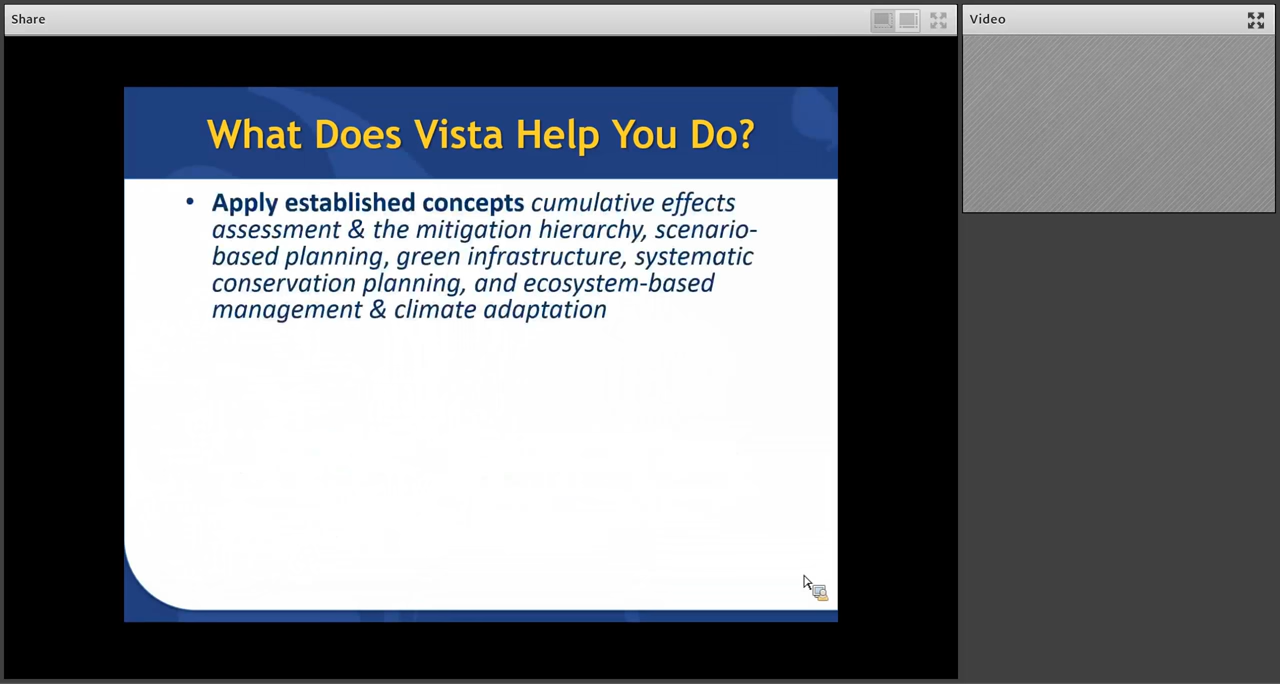 Share
Video
What Does Vista Help You Do?
• Apply established concepts cumulative effects
assessment & the mitigation hierarchy, scenario-
based planning, green infrastructure, systematic
conservation planning, and ecosystem-based
management & climate adaptation